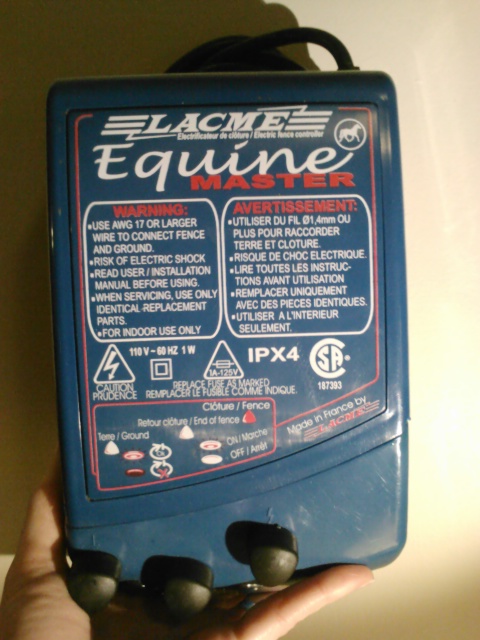 LACME
Electrificateur de clôture / Electric fence controller
Equine
MASTER
WARNING:
•USE AWG 17 OR LARGER
WIRE TO CONNECT FENCE
AND GROUND.
•RISK OF ELECTRIC SHOCK
•READ USER / INSTALLATION
MANUAL BEFORE USING.
•WHEN SERVICING, USE ONLY
IDENTICAL-REPLACEMENT
PARTS.
•FOR INDOOR USE ONLY
AVERTISSEMENT:
•UTILISER DU FIL Ø1,4mm OU
PLUS POUR RACCORDER
TERRE ET CLOTURE.
•RISQUE DE CHOC ELECTRIQUE.
•LIRE TOUTES LES INSTRUC-
TIONS AVANT UTILISATION
•REMPLACER UNIQUEMENT
AVEC DES PIECES IDENTIQUES.
•UTILISER A L'INTERIEUR
SEULEMENT.
110 V ~ 60 HZ 1 W
1A-125V
IPX4
SA
187393
CAUTION
PRUDENCE
REPLACE FUSE AS MARKED
REMPLACER LE FUSIBLE COMME INDIQUE.
Clôture / Fence
Retour clôture / End of fence
Terre / Ground
ON / Marche
OFF / Arrêt
Made in France by
LACME